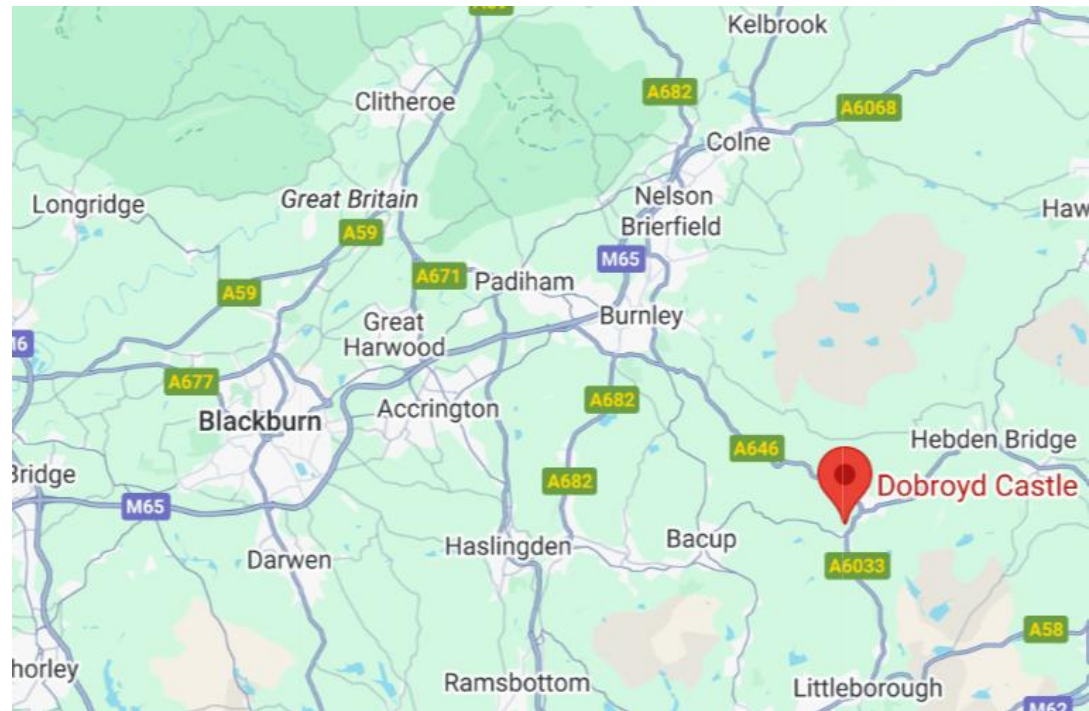 A59
Kelbrook
Clitheroe
A682
A6068
Colne
Longridge
Great Britain
Nelson
Haw
Brierfield
A59
M65
A671
Padiham
A59
Burnley
Great
Harwood
A677
Accrington
A682
Blackburn
A646
Hebden Bridge
Bridge
A682
Dobroyd Castle
M65
Haslingden
Bacup
Darwen
A6033
A58
horley
Ramsbottom
Littleborough
M62